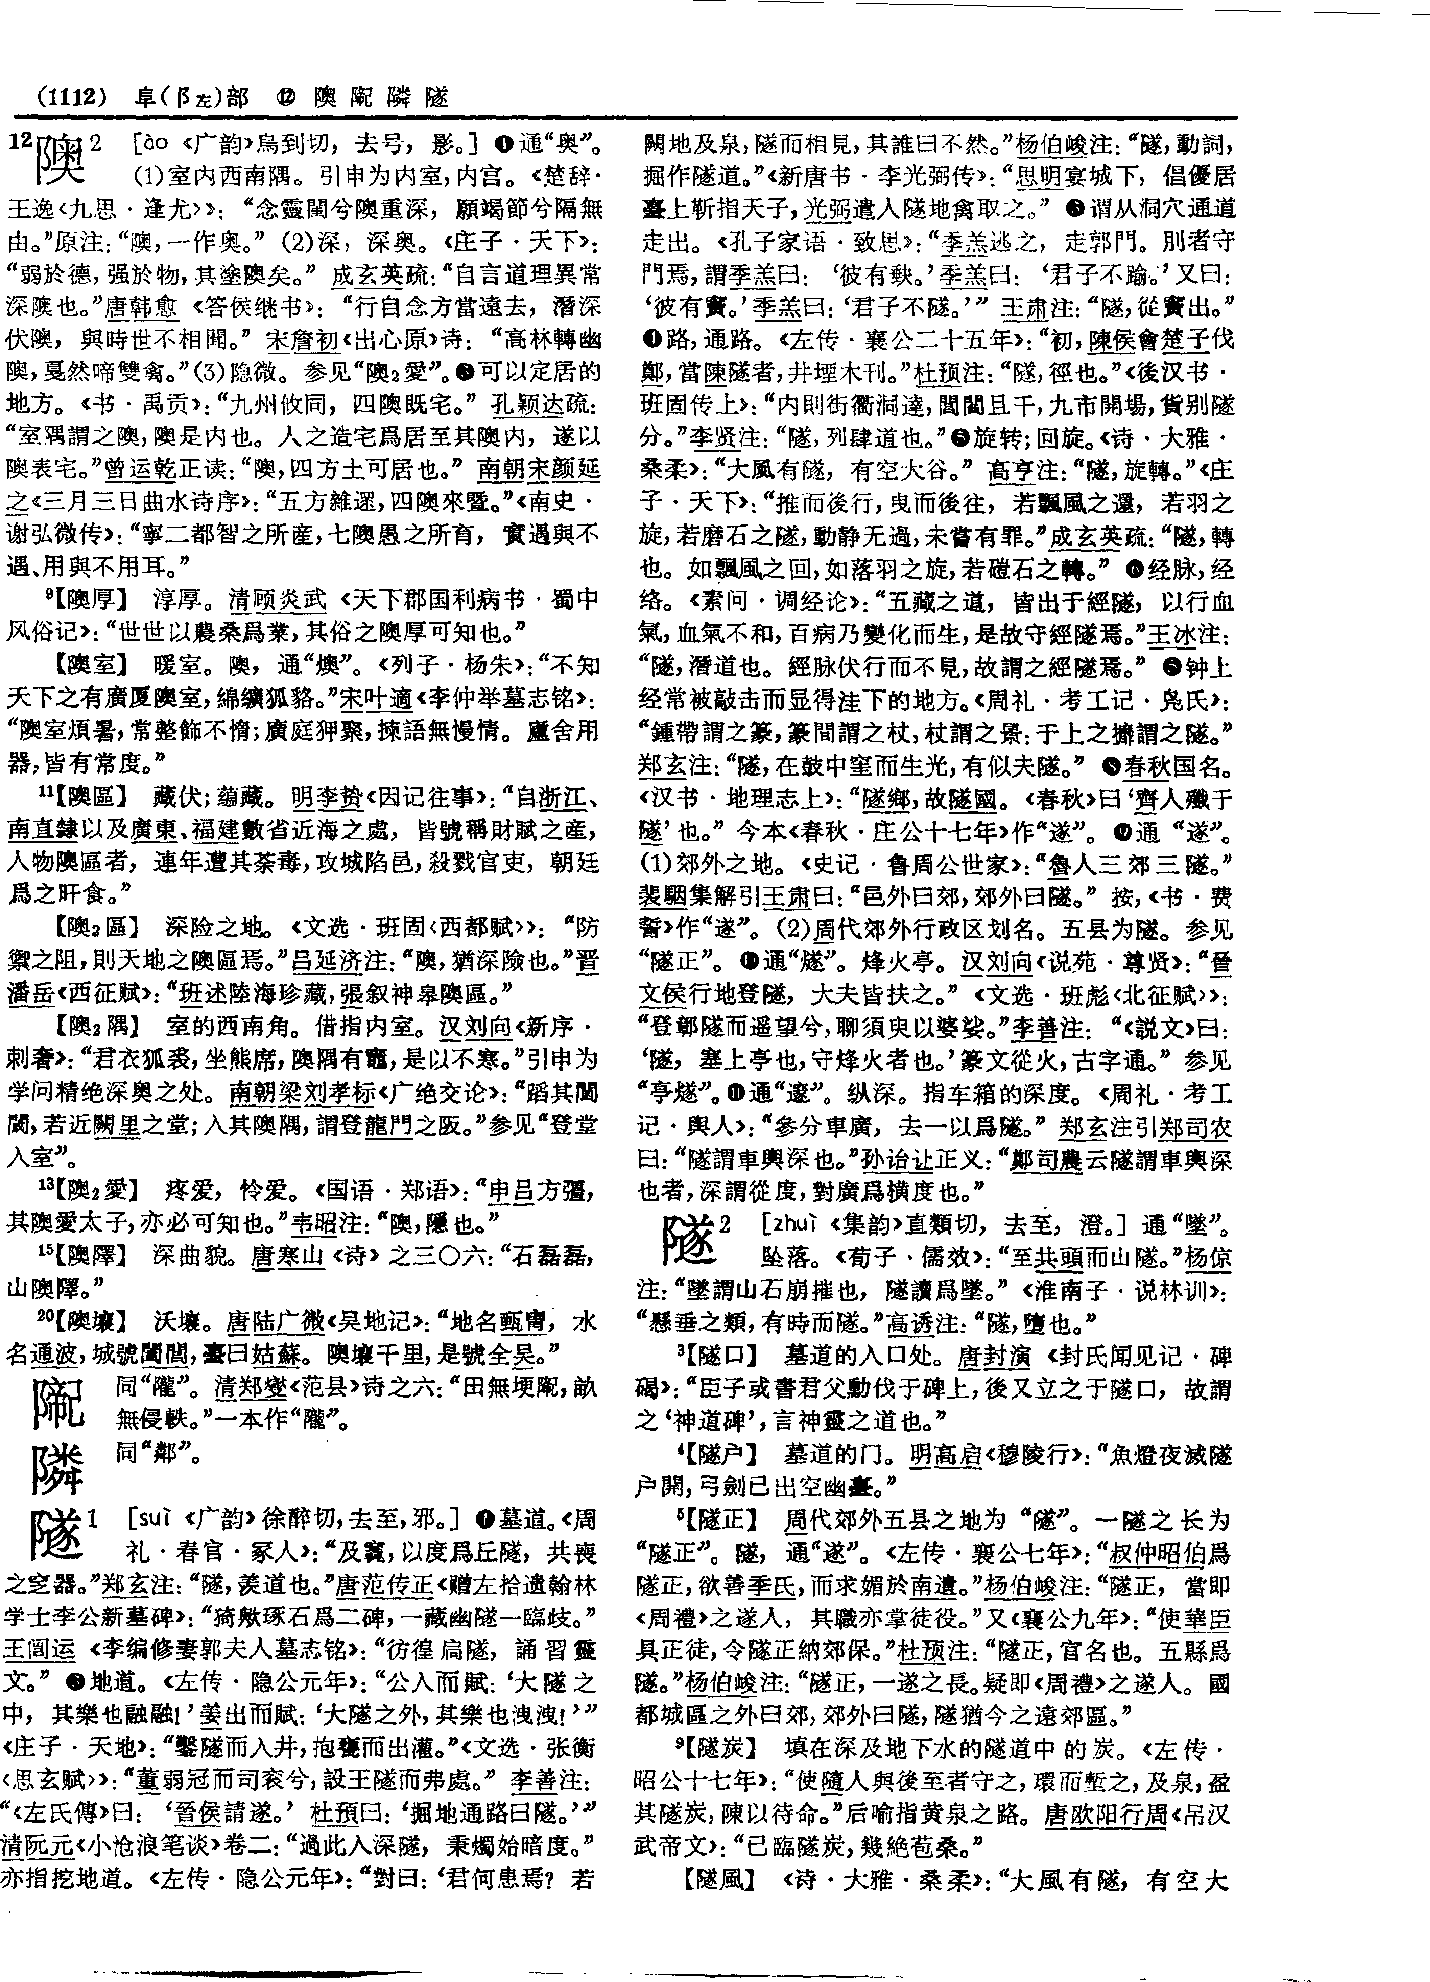 (1112) 阜(阝左)部 ⑫ 隩隭隣隧
12隩2 [ào《广韵》烏到切，去号，影。] ❶通“奥”。
(1)室内西南隅。引申为内室，内宫。《楚辞·
王逸〈九思·逢尤〉》：“念靈閨兮隩重深，願竭節兮隔無
由。”原注：“隩，一作奥。”(2)深，深奥。《庄子·天下》：
“弱於德，强於物，其塗隩矣。”成玄英疏：“自言道理異常
深隩也。”唐韩愈《答侯继书》：“行自念方當遠去，潛深
伏隩，與時世不相聞。”宋詹初《出心原》诗：“高林轉幽
隩，戛然啼雙禽。”(3)隐微。参见“隩2愛”。❷可以定居的
地方。《书·禹贡》：“九州攸同，四隩既宅。”孔颖达疏：
“室隅謂之隩，隩是内也。人之造宅爲居至其隩内，遂以
隩表宅。”曾运乾正读：“隩，四方土可居也。”南朝宋颜延
之《三月三日曲水诗序》：“五方雜遝，四隩來暨。”《南史·
谢弘微传》：“寧二都智之所産，七隩愚之所育，實遇與不
遇、用與不用耳。”
9【隩厚】 淳厚。清顾炎武《天下郡国利病书·蜀中
风俗记》：“世世以農桑爲業，其俗之隩厚可知也。”
【隩室】 暖室。隩，通“燠”。《列子·杨朱》：“不知
天下之有廣厦隩室，綿纊狐貉。”宋叶適《李仲举墓志铭》：
“隩室煩暑，常整飾不惰；廣庭狎聚，揀語無慢情。廬舍用
器，皆有常度。”
11【隩區】 藏伏；蕴藏。明李贽《因记往事》：“自浙江、
南直隸以及廣東、福建數省近海之處，皆號稱財賦之産，
人物隩區者，連年遭其荼毒，攻城陷邑，殺戮官吏，朝廷
爲之旰食。”
【隩2區】 深险之地。《文选·班固〈西都赋〉》：“防
禦之阻，則天地之隩區焉。”吕延济注：“隩，猶深險也。”晋
潘岳《西征赋》：“班述陸海珍藏，張叙神臯隩區。”
【隩2隅】 室的西南角。借指内室。汉刘向《新序·
刺奢》：“君衣狐裘，坐熊席，隩隅有竈，是以不寒。”引申为
学问精绝深奥之处。南朝梁刘孝标《广绝交论》：“蹈其閫
閾，若近闕里之堂；入其隩隅，謂登龍門之阪。”参见“登堂
入室”。
13【隩2愛】 疼爱，怜爱。《国语·郑语》：“申吕方彊，
其隩愛太子，亦必可知也。”韦昭注：“隩，隱也。”
15【隩隈】 深曲貌。唐寒山《诗》之三〇六：“石磊磊，
山隩隩。”
20【隩壤】 沃壤。唐陆广微《吴地记》：“地名甄冑，水
名通波，城號闔閭，臺曰姑蘇。隩壤千里，是號全吴。”
隭 同“隴”。清郑燮《范县》诗之六：“田無埂隭，畝
無侵軼。”一本作“隴”。
隣 同“鄰”。
隧1 [suì《广韵》徐醉切，去至，邪。] ❶墓道。《周
礼·春官·冢人》：“及竁，以度爲丘隧，共喪
之窆器。”郑玄注：“隧，羡道也。”唐范传正《赠左拾遗翰林
学士李公新墓碑》：“猗歟琢石爲二碑，一藏幽隧一臨歧。”
王闿运《李编修妻郭夫人墓志铭》：“彷徨扃隧，誦習靈
文。”❷地道。《左传·隐公元年》：“公入而賦：‘大隧之
中，其樂也融融！’姜出而賦：‘大隧之外，其樂也洩洩！’”
《庄子·天地》：“鑿隧而入井，抱甕而出灌。”《文选·张衡
〈思玄赋〉》：“董弱冠而司衮兮，設王隧而弗處。”李善注：
“《左氏傳》曰：‘晉侯請遂。’杜預曰：‘掘地通路曰隧。’”
清阮元《小沧浪笔谈》卷二：“過此入深隧，秉燭始暗度。”
亦指挖地道。《左传·隐公元年》：“對曰：‘君何患焉？若
闕地及泉，隧而相見，其誰曰不然。”杨伯峻注：“隧，動詞，
掘作隧道。”《新唐书·李光弼传》：“思明宴城下，倡優居
臺上靳指天子，光弼遣人隧地禽取之。”❸谓从洞穴通道
走出。《孔子家语·致思》：“季羔逃之，走郭門。刖者守
門焉，謂季羔曰：‘彼有缺。’季羔曰：‘君子不踰。’又曰：
‘彼有竇。’季羔曰：‘君子不隧。’”王肃注：“隧，從竇出。”
❹路，通路。《左传·襄公二十五年》：“初，陳侯會楚子伐
鄭，當陳隧者，井堙木刊。”杜预注：“隧，徑也。”《後汉书·
班固传上》：“内則街衢洞達，閭閻且千，九市開場，貨别隧
分。”李贤注：“隧，列肆道也。”❺旋转；回旋。《诗·大雅·
桑柔》：“大風有隧，有空大谷。”高亨注：“隧，旋轉。”《庄
子·天下》：“推而後行，曳而後往，若飄風之還，若羽之
旋，若磨石之隧，動静无過，未嘗有罪。”成玄英疏：“隧，轉
也。如飄風之回，如落羽之旋，若磑石之轉。”❻经脉，经
络。《素问·调经论》：“五藏之道，皆出于經隧，以行血
氣，血氣不和，百病乃變化而生，是故守經隧焉。”王冰注：
“隧，潛道也。經脉伏行而不見，故謂之經隧焉。”❼钟上
经常被敲击而显得洼下的地方。《周礼·考工记·凫氏》：
“鍾帶謂之篆，篆間謂之枚，枚謂之景；于上之攠謂之隧。”
郑玄注：“隧，在鼓中窐而生光，有似夫隧。”❽春秋国名。
《汉书·地理志上》：“隧鄉，故隧國。《春秋》曰‘齊人殲于
隧’也。”今本《春秋·庄公十七年》作“遂”。❾通“遂”。
(1)郊外之地。《史记·鲁周公世家》：“魯人三郊三隧。”
裴駰集解引王肃曰：“邑外曰郊，郊外曰隧。”按，《书·费
誓》作“遂”。(2)周代郊外行政区划名。五县为隧。参见
“隧正”。❿通“燧”。烽火亭。汉刘向《说苑·尊贤》：“晉
文侯行地登隧，大夫皆扶之。”《文选·班彪〈北征赋〉》：
“登鄣隧而遥望兮，聊須臾以婆娑。”李善注：“《説文》曰：
‘隧，塞上亭也，守烽火者也。’篆文從火，古字通。”参见
“亭燧”。⓫通“邃”。纵深。指车箱的深度。《周礼·考工
记·舆人》：“參分車廣，去一以爲隧。”郑玄注引郑司农
曰：“隧謂車輿深也。”孙诒让正义：“鄭司農云隧謂車輿深
也者，深謂從度，對廣爲横度也。”
隧2 [zhuì《集韵》直類切，去至，澄。] 通“墜”。
坠落。《荀子·儒效》：“至共頭而山隧。”杨倞
注：“墜謂山石崩摧也，隧讀爲墜。”《淮南子·说林训》：
“懸垂之類，有時而隧。”高诱注：“隧，墮也。”
3【隧口】 墓道的入口处。唐封演《封氏闻见记·碑
碣》：“臣子或書君父勳伐于碑上，後又立之于隧口，故謂
之‘神道碑’，言神靈之道也。”
4【隧户】 墓道的门。明高启《穆陵行》：“魚燈夜滅隧
户開，弓劍已出空幽臺。”
5【隧正】 周代郊外五县之地为“隧”。一隧之长为
“隧正”。隧，通“遂”。《左传·襄公七年》：“叔仲昭伯爲
隧正，欲善季氏，而求媚於南遺。”杨伯峻注：“隧正，當即
《周禮》之遂人，其職亦掌徒役。”又《襄公九年》：“使華臣
具正徒，令隧正納郊保。”杜预注：“隧正，官名也。五縣爲
隧。”杨伯峻注：“隧正，一遂之長。疑即《周禮》之遂人。國
都城區之外曰郊，郊外曰隧，隧猶今之遠郊區。”
9【隧炭】 填在深及地下水的隧道中的炭。《左传·
昭公十七年》：“使隨人與後至者守之，環而塹之，及泉，盈
其隧炭，陳以待命。”后喻指黄泉之路。唐欧阳行周《吊汉
武帝文》：“已臨隧炭，幾絶苞桑。”
【隧風】 《诗·大雅·桑柔》：“大風有隧，有空大